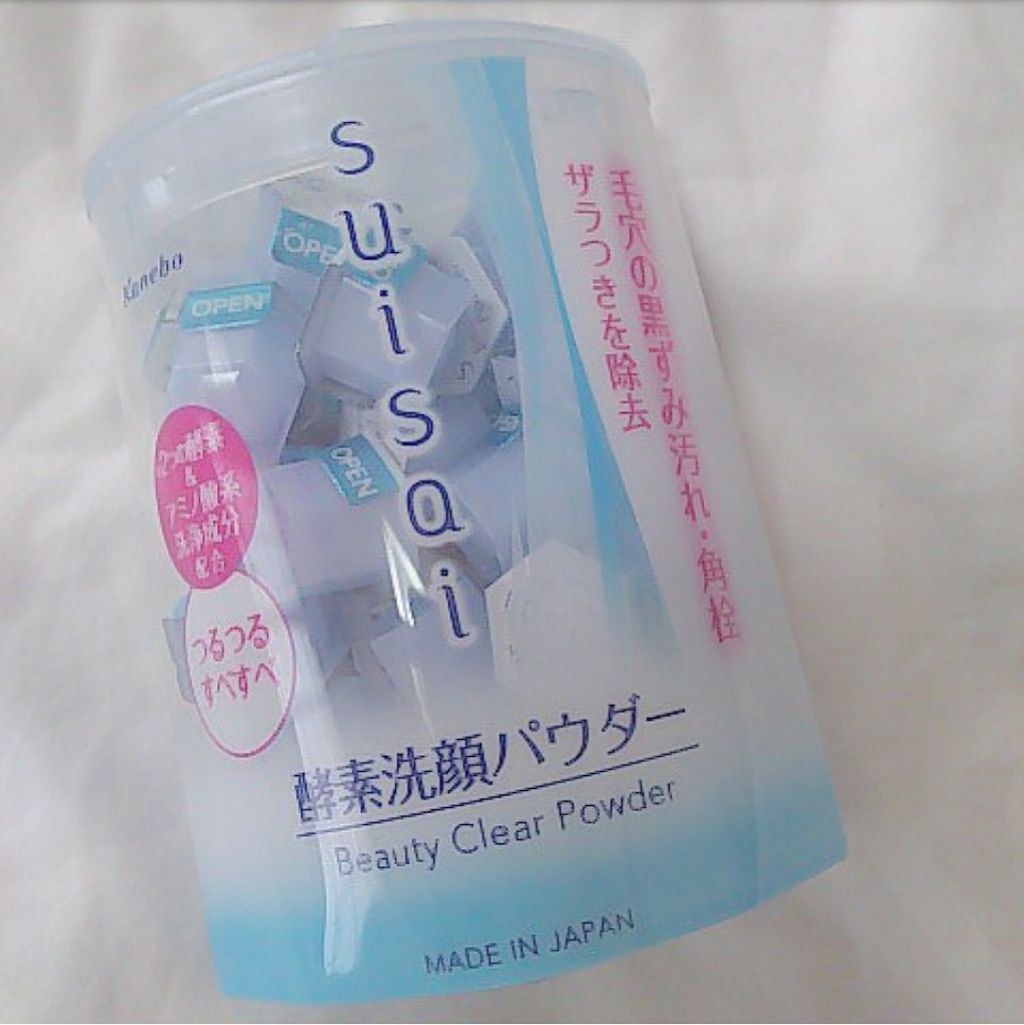 suisai
Kanebo
OPEN
OPEN
OPEN
毛穴の黒ずみ汚れ・角栓
ザラつきを除去
2つの酵素
&
アミノ酸系
洗浄成分
配合
つるつる
すべすべ
酵素洗顔パウダー
Beauty Clear Powder
MADE IN JAPAN